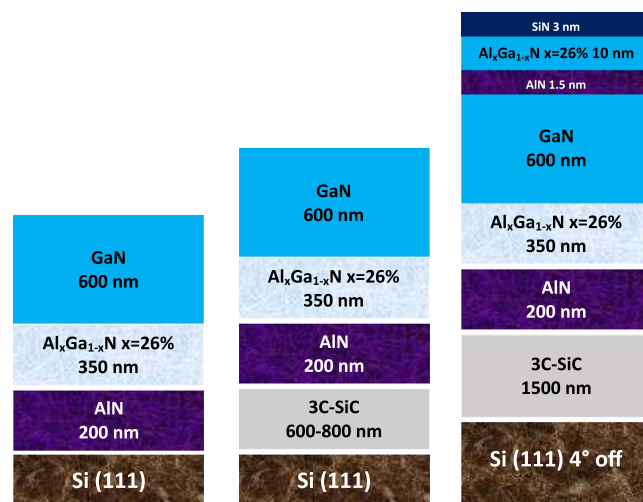 GaN
600 nm
AlₓGa₁₋ₓN x=26%
350 nm
AlN
200 nm
Si (111)
GaN
600 nm
AlₓGa₁₋ₓN x=26%
350 nm
AlN
200 nm
3C-SiC
600-800 nm
Si (111)
SiN 3 nm
AlₓGa₁₋ₓN x=26% 10 nm
AlN 1.5 nm
GaN
600 nm
AlₓGa₁₋ₓN x=26%
350 nm
AlN
200 nm
3C-SiC
1500 nm
Si (111) 4° off